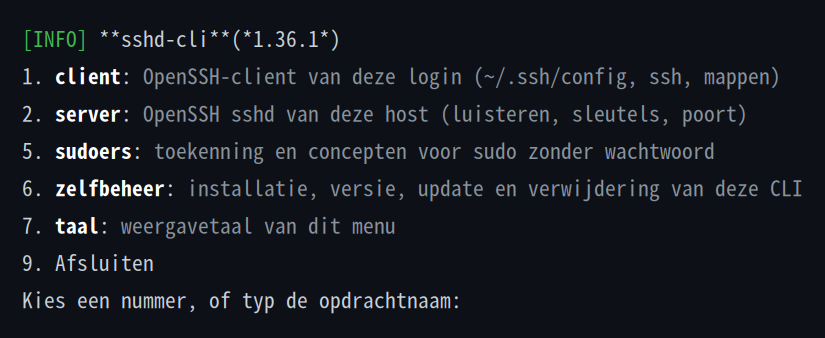 [INFO] **sshd-cli**(*1.36.1*)
1. client: OpenSSH-client van deze login (~/.ssh/config, ssh, mappen)
2. server: OpenSSH sshd van deze host (luisteren, sleutels, poort)
5. sudoers: toekenning en concepten voor sudo zonder wachtwoord
6. zelfbeheer: installatie, versie, update en verwijdering van deze CLI
7. taal: weergavetaal van dit menu
9. Afsluiten
Kies een nummer, of typ de opdrachtnaam: